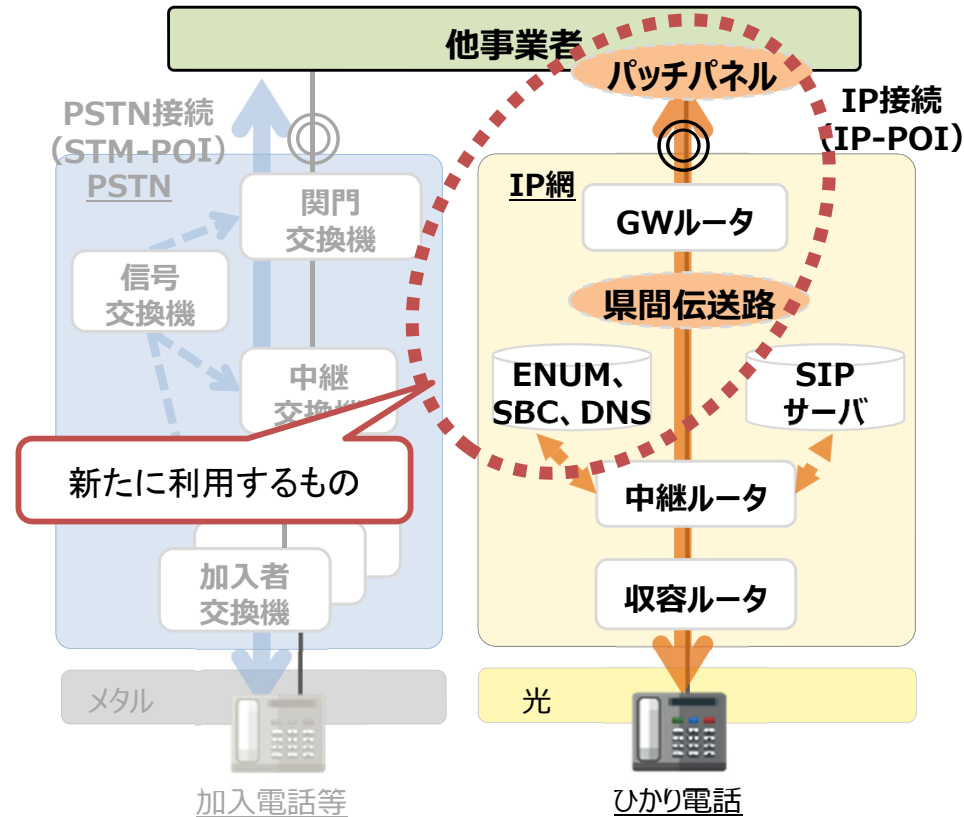 他事業者
パッチパネル
PSTN接続
（STM-POI）
PSTN
関門
交換機
信号
交換機
中継
交換機
新たに利用するもの
加入者
交換機
メタル
加入電話等
IP接続
（IP-POI）
IP網
GWルータ
県間伝送路
ENUM、
SBC、DNS
SIP
サーバ
中継ルータ
収容ルータ
光
ひかり電話